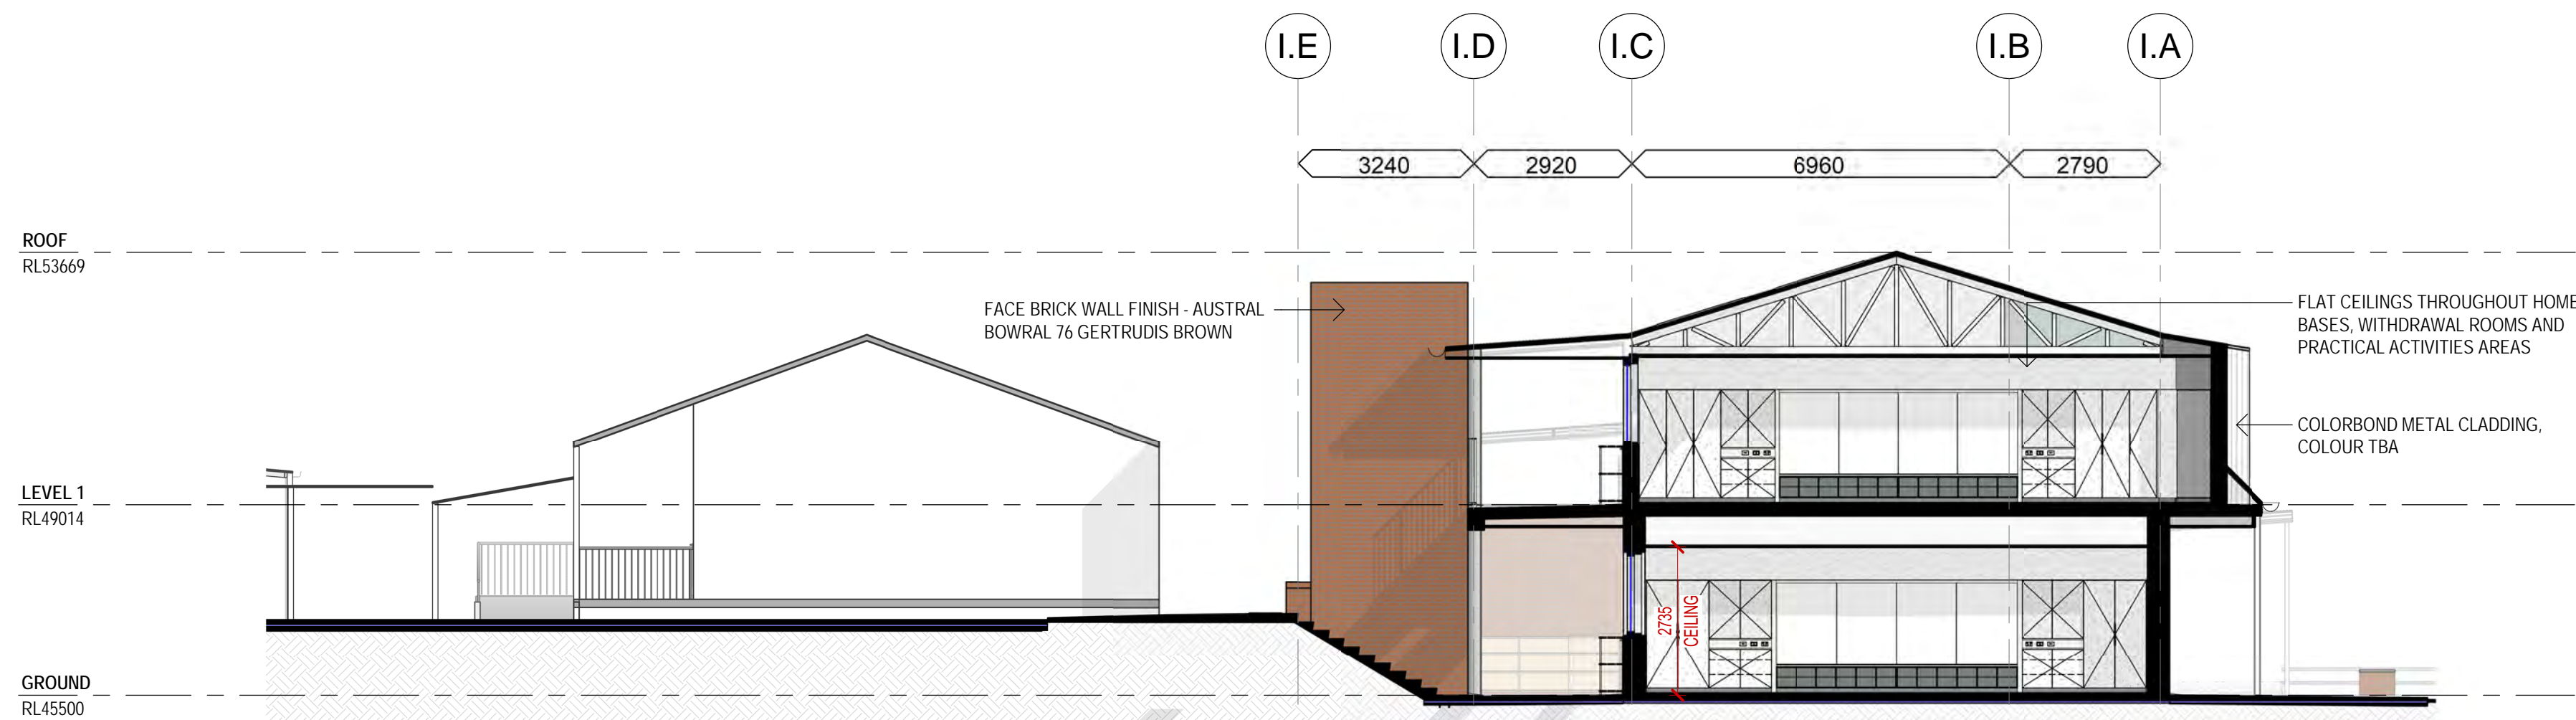 I.E
I.D
I.C
I.B
I.A
3240
2920
6960
2790
ROOF
RL53669
FACE BRICK WALL FINISH - AUSTRAL
BOWRAL 76 GERTRUDIS BROWN
FLAT CEILINGS THROUGHOUT HOME
BASES, WITHDRAWAL ROOMS AND
PRACTICAL ACTIVITIES AREAS
COLORBOND METAL CLADDING,
COLOUR TBA
LEVEL 1
RL49014
2735
CEILING
GROUND
RL45500